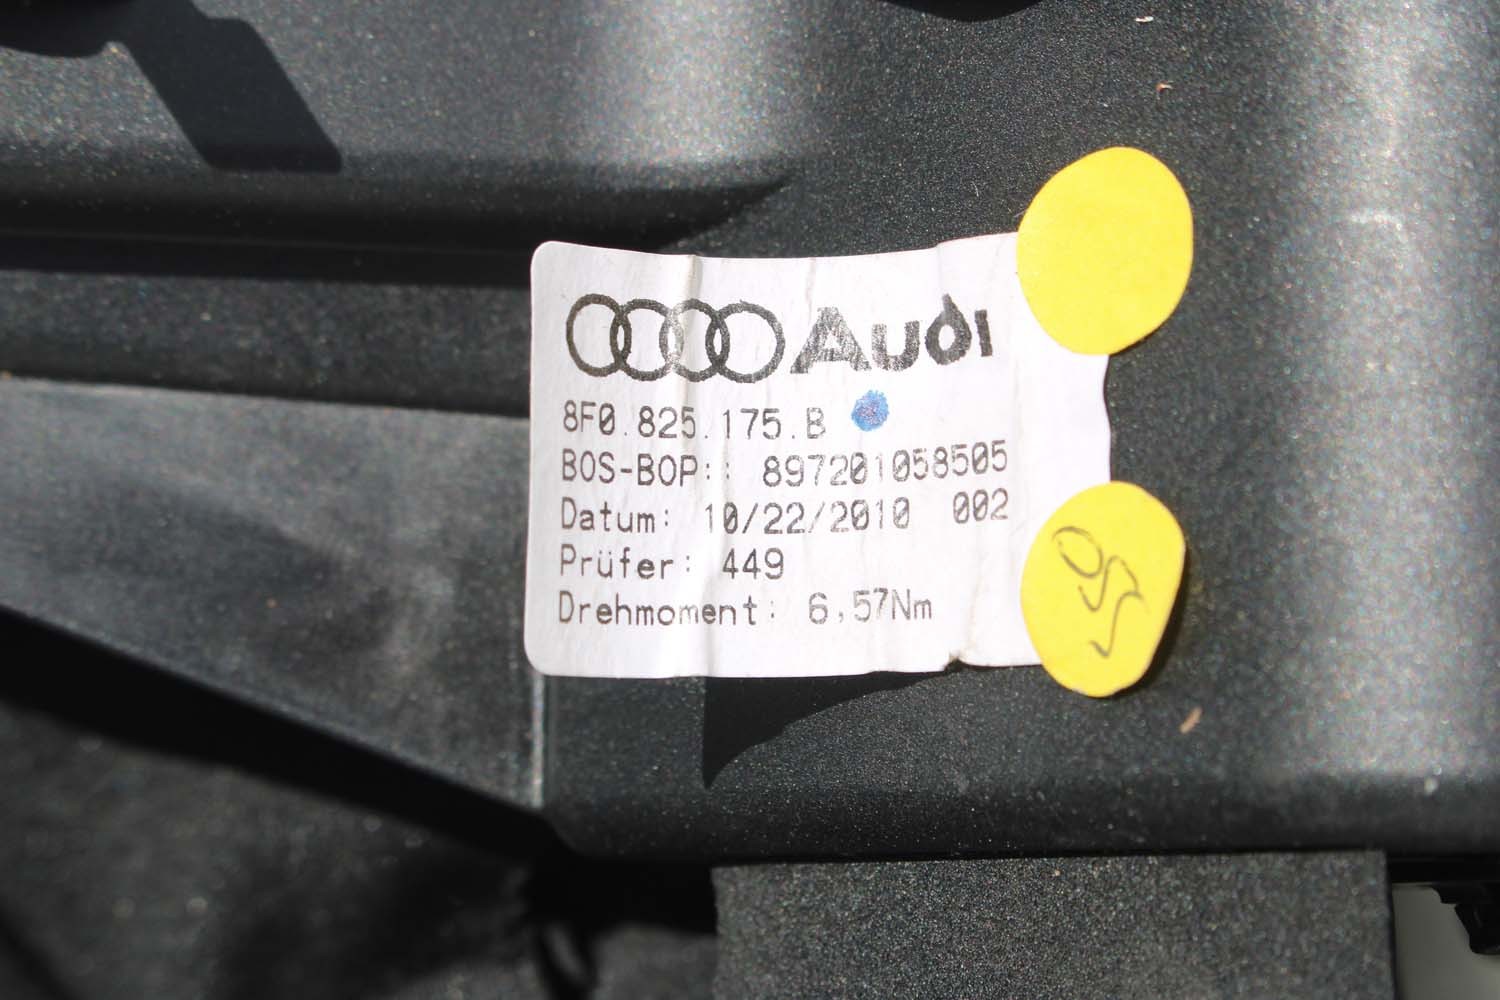 Audi
8F0.825.175.B
BOS-BOP:: 897201058505
Datum: 10/22/2010 002
Prüfer: 449
Drehmoment: 6,57Nm